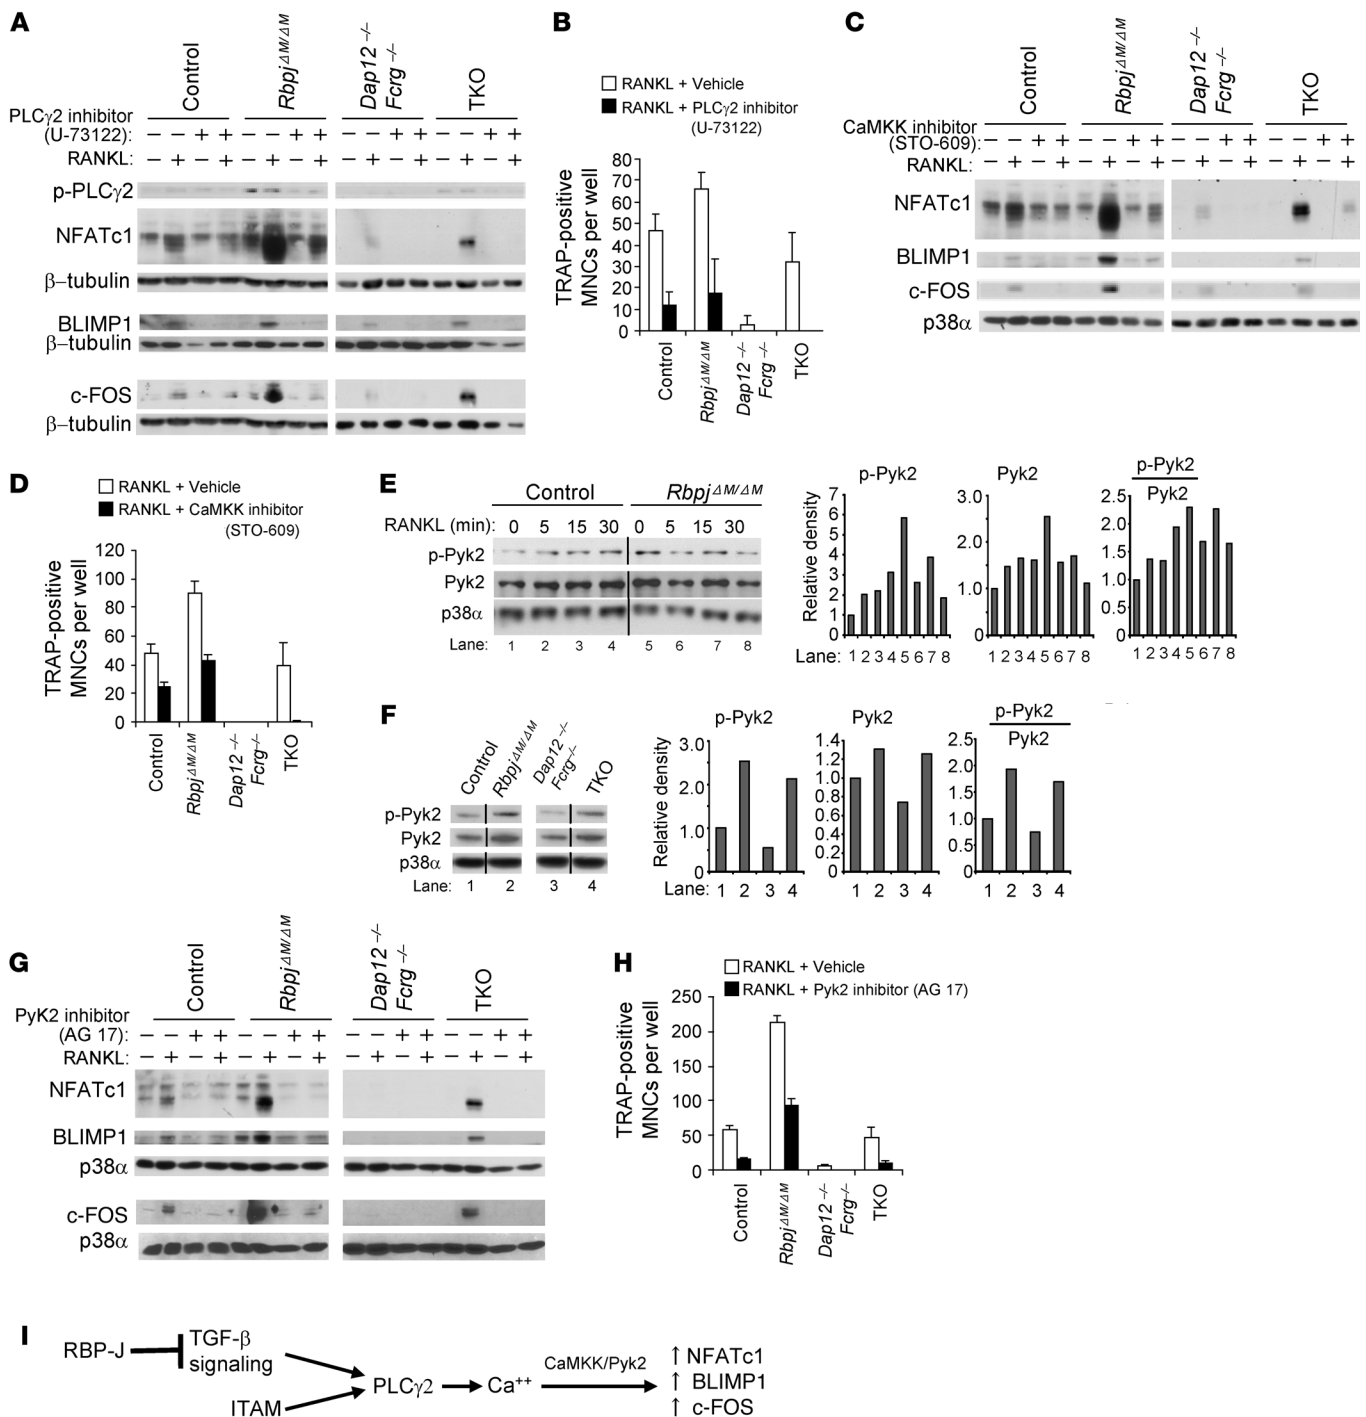 A
Control
Rbpj ΔM/ΔM
Dap12 –/–
Fcrg –/–
TKO
PLCγ2 inhibitor
(U-73122): – – + + – – + + – – + + – – + +
RANKL: – + – + – + – + – + – + – + – +
p-PLCγ2
NFATc1
β–tubulin
BLIMP1
β–tubulin
c-FOS
β–tubulin
B
RANKL + Vehicle
RANKL + PLCγ2 inhibitor
(U-73122)
TRAP-positive
MNCs per well
80
70
60
50
40
30
20
10
0
Control
Rbpj ΔM/ΔM
Dap12 –/–
Fcrg –/–
TKO
C
Control
Rbpj ΔM/ΔM
Dap12 –/–
Fcrg –/–
TKO
CaMKK inhibitor
(STO-609): – – + + – – + + – – + + – – + +
RANKL: – + – + – + – + – + – + – + – +
NFATc1
BLIMP1
c-FOS
p38α
D
RANKL + Vehicle
RANKL + CaMKK inhibitor
(STO-609)
TRAP-positive
MNCs per well
120
100
80
60
40
20
0
Control
Rbpj ΔM/ΔM
Dap12 –/–
Fcrg –/–
TKO
E
Control Rbpj ΔM/ΔM
RANKL (min): 0 5 15 30 0 5 15 30
p-Pyk2
Pyk2
p38α
Lane: 1 2 3 4 5 6 7 8
p-Pyk2
Relative density
7
6
5
4
3
2
1
0
Lane: 1 2 3 4 5 6 7 8
Pyk2
3.0
2.0
1.0
0
1 2 3 4 5 6 7 8
p-Pyk2
Pyk2
2.5
2.0
1.5
1.0
0.5
0
1 2 3 4 5 6 7 8
F
Control
Rbpj ΔM/ΔM
Dap12 –/–
Fcrg –/–
TKO
p-Pyk2
Pyk2
p38α
Lane: 1 2 3 4
p-Pyk2
Relative density
3.0
2.0
1.0
0
Lane: 1 2 3 4
Pyk2
1.4
1.2
1.0
0.8
0.6
0.4
0.2
0
1 2 3 4
p-Pyk2
Pyk2
2.5
2.0
1.5
1.0
0.5
0
1 2 3 4
G
Control
Rbpj ΔM/ΔM
Dap12 –/–
Fcrg –/–
TKO
PyK2 inhibitor
(AG 17): – – + + – – + + – – + + – – + +
RANKL: – + – + – + – + – + – + – + – +
NFATc1
BLIMP1
p38α
c-FOS
p38α
H
RANKL + Vehicle
RANKL + Pyk2 inhibitor (AG 17)
TRAP-positive
MNCs per well
250
200
150
100
50
0
Control
Rbpj ΔM/ΔM
Dap12 –/–
Fcrg –/–
TKO
I
RBP-J
TGF-β
signaling
ITAM
PLCγ2
Ca++
CaMKK/Pyk2
↑ NFATc1
↑ BLIMP1
↑ c-FOS